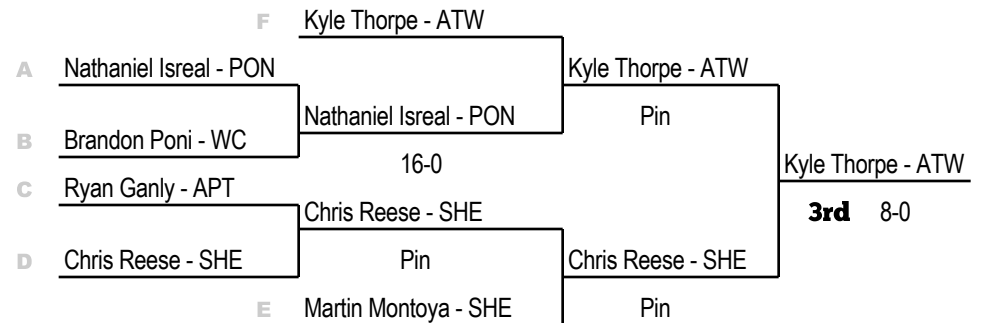 F Kyle Thorpe - ATW
A Nathaniel Isreal - PON Kyle Thorpe - ATW
Nathaniel Isreal - PON Pin
B Brandon Poni - WC
16-0 Kyle Thorpe - ATW
C Ryan Ganly - APT
Chris Reese - SHE 3rd 8-0
D Chris Reese - SHE Pin Chris Reese - SHE
E Martin Montoya - SHE Pin